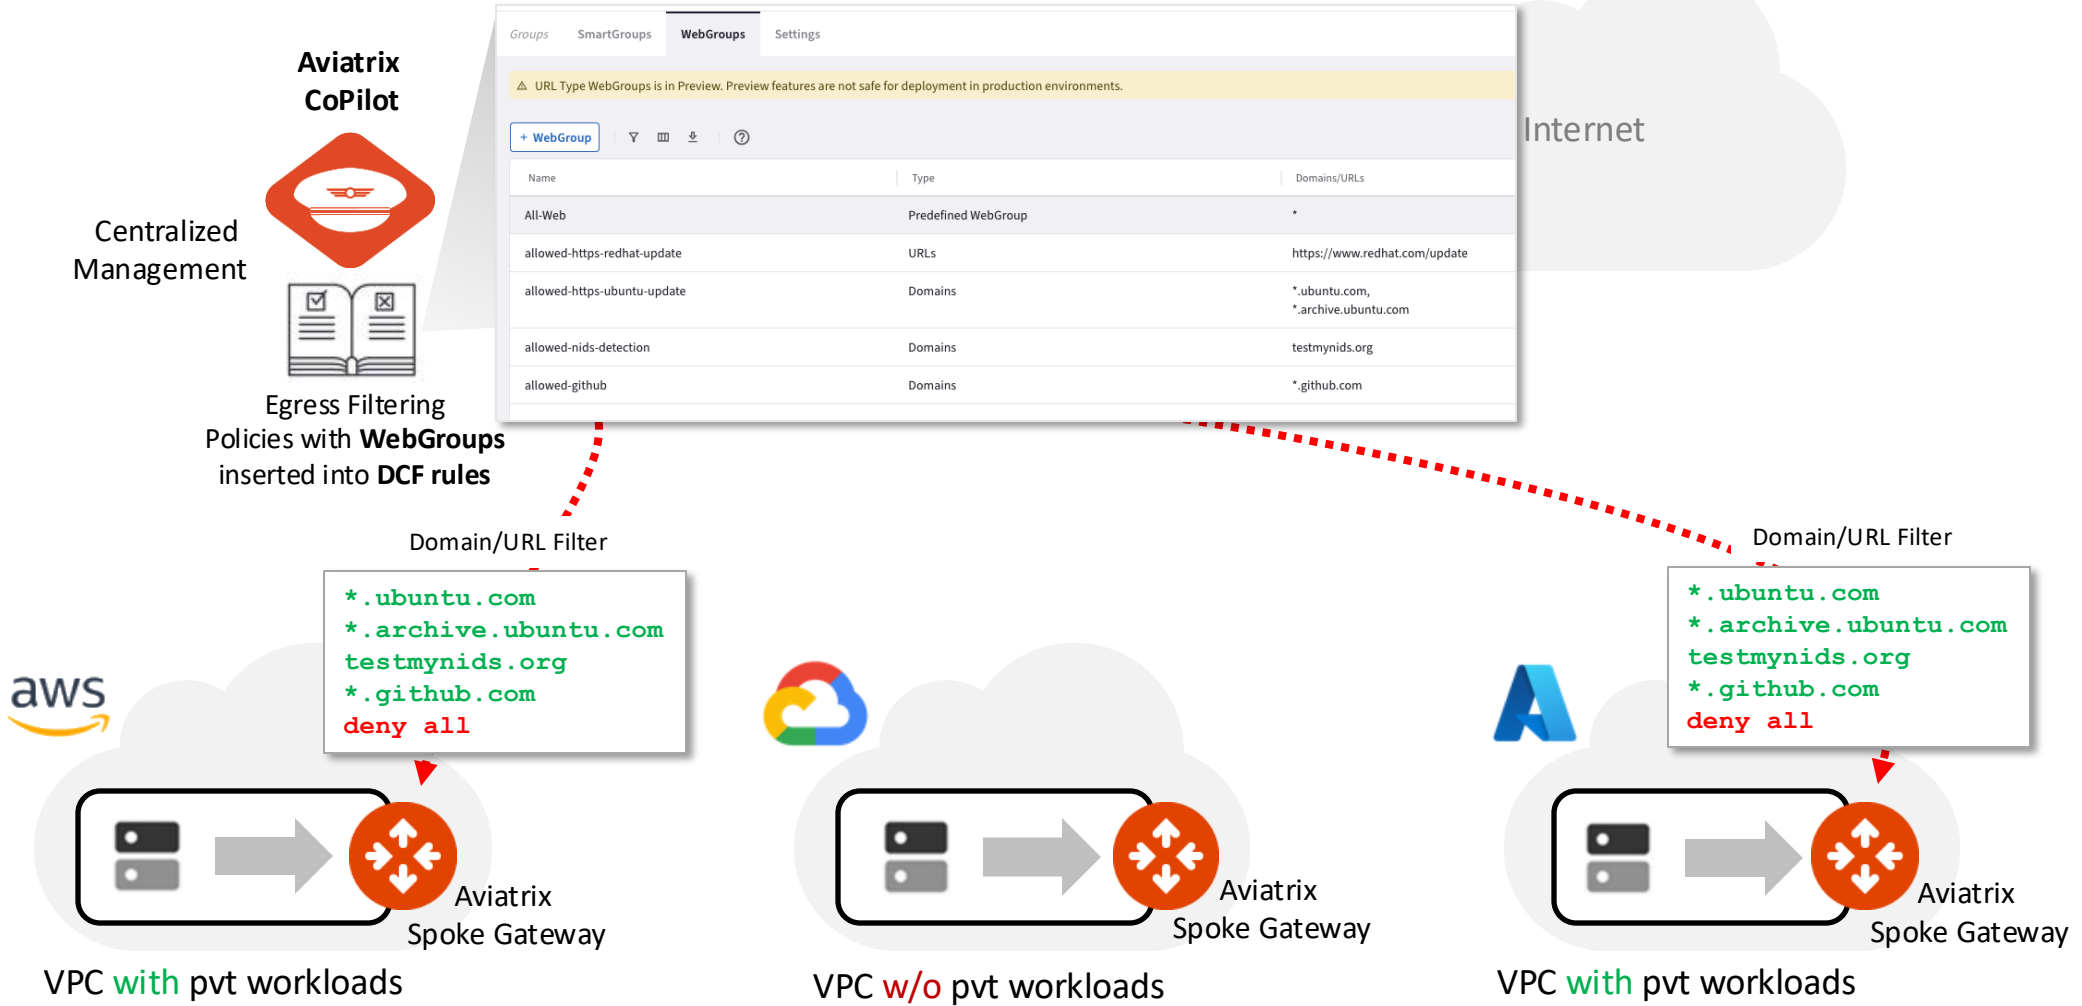 Aviatrix
CoPilot
Centralized
Management
Egress Filtering
Policies with WebGroups
inserted into DCF rules
Groups SmartGroups WebGroups Settings
URL Type WebGroups is in Preview. Preview features are not safe for deployment in production environments.
+ WebGroup ?
Name Type Domains/URLs
All-Web Predefined WebGroup *
allowed-https-redhat-update URLs https://www.redhat.com/update
allowed-https-ubuntu-update Domains *.ubuntu.com,
*.archive.ubuntu.com
allowed-nids-detection Domains testmynids.org
allowed-github Domains *.github.com
Internet
Domain/URL Filter
*.ubuntu.com
*.archive.ubuntu.com
testmynids.org
*.github.com
deny all
aws
Aviatrix
Spoke Gateway
VPC with pvt workloads
Aviatrix
Spoke Gateway
VPC w/o pvt workloads
Domain/URL Filter
*.ubuntu.com
*.archive.ubuntu.com
testmynids.org
*.github.com
deny all
Aviatrix
Spoke Gateway
VPC with pvt workloads